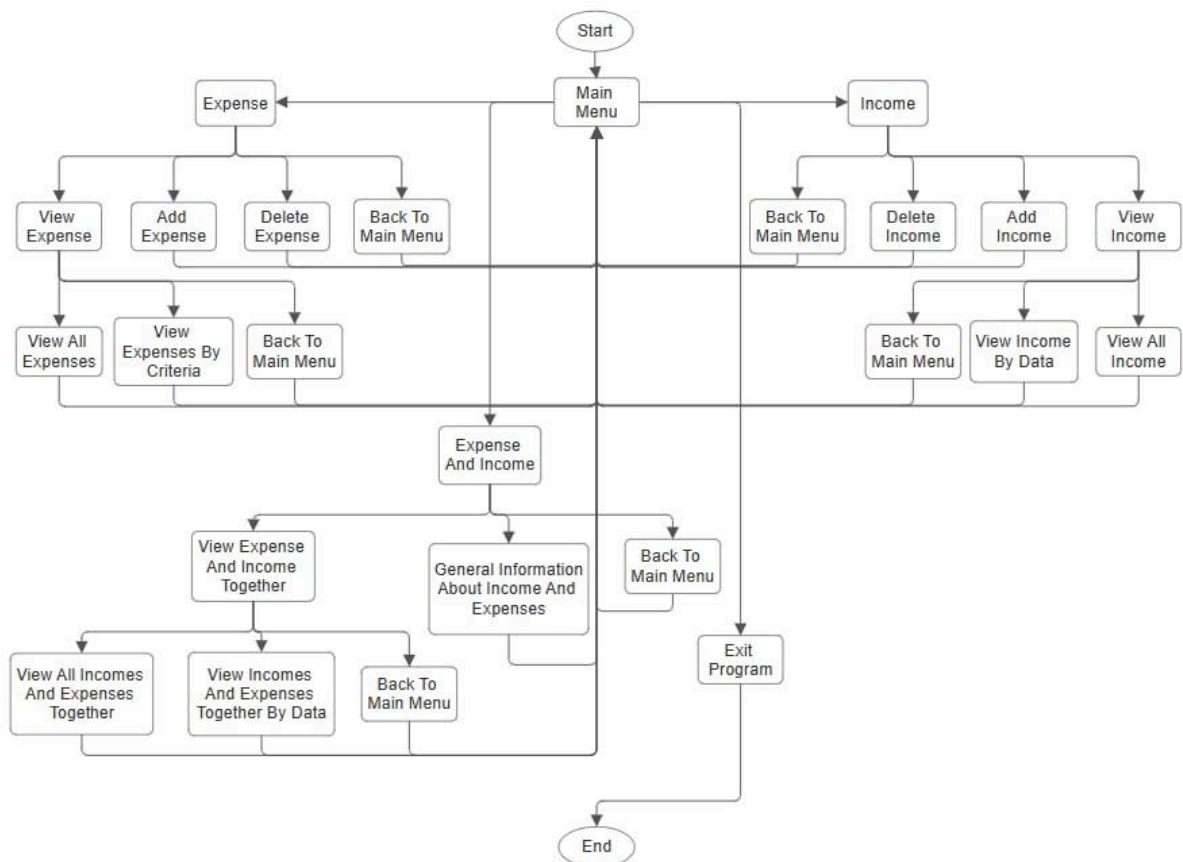 Start
Main
Menu
Expense
Income
View
Expense
Add
Expense
Delete
Expense
Back To
Main Menu
Back To
Main Menu
Delete
Income
Add
Income
View
Income
View All
Expenses
View
Expenses By
Criteria
Back To
Main Menu
Back To
Main Menu
View Income
By Data
View All
Income
Expense
And Income
View Expense
And Income
Together
General Information
About Income And
Expenses
Back To
Main Menu
Exit
Program
View All Incomes
And Expenses
Together
View Incomes
And Expenses
Together By Data
Back To
Main Menu
End